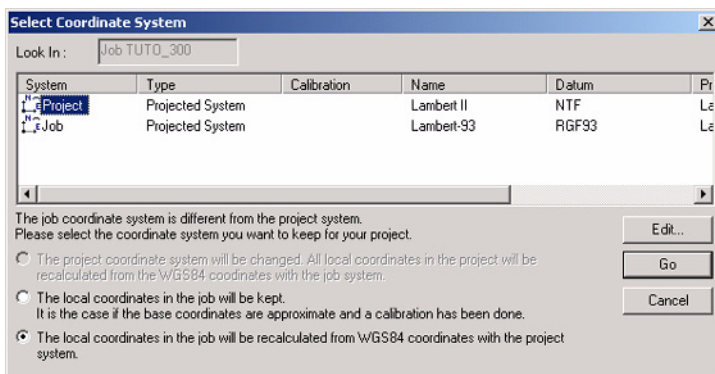 Select Coordinate System
Look In : Job TUTO_300
System Type Calibration Name Datum Pr
Project Projected System Lambert II NTF La
Job Projected System Lambert-93 RGF93 La
The job coordinate system is different from the project system.
Please select the coordinate system you want to keep for your project.
Edit...
The project coordinate system will be changed. All local coordinates in the project will be
recalculated from the WGS84 coodinates with the job system.
Go
The local coordinates in the job will be kept.
It is the case if the base coordinates are approximate and a calibration has been done.
Cancel
The local coordinates in the job will be recalculated from WGS84 coordinates with the project
system.